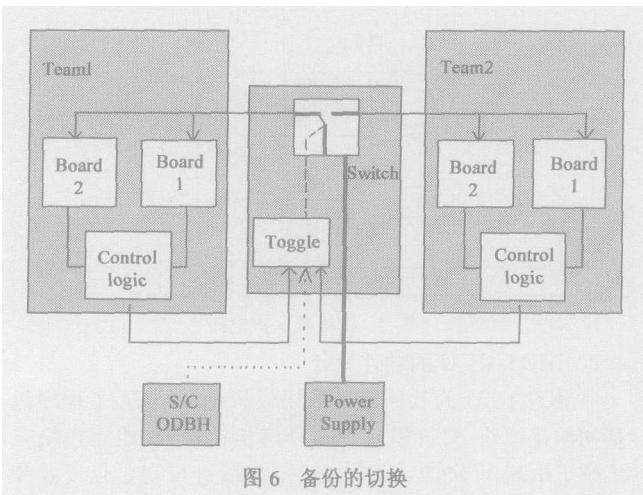 Team1
Team2
Board
2
Board
1
Switch
Board
2
Board
1
Toggle
Control
logic
Control
logic
S/C
ODBH
Power
Supply
图 6 备份的切换